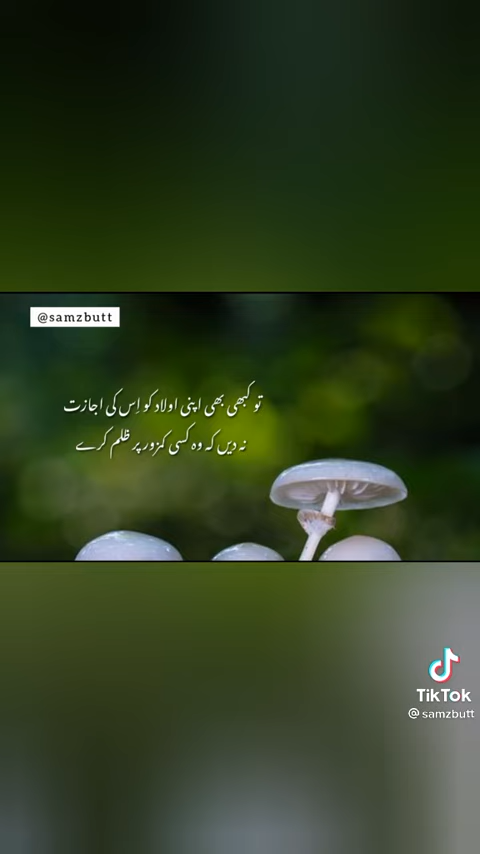 @samzbutt
تو کبھی بھی اپنی اولاد کو اِس کی اجازت
نہ دیں کہ وہ کسی کمزور پر ظلم کرے
TikTok
@samzbutt